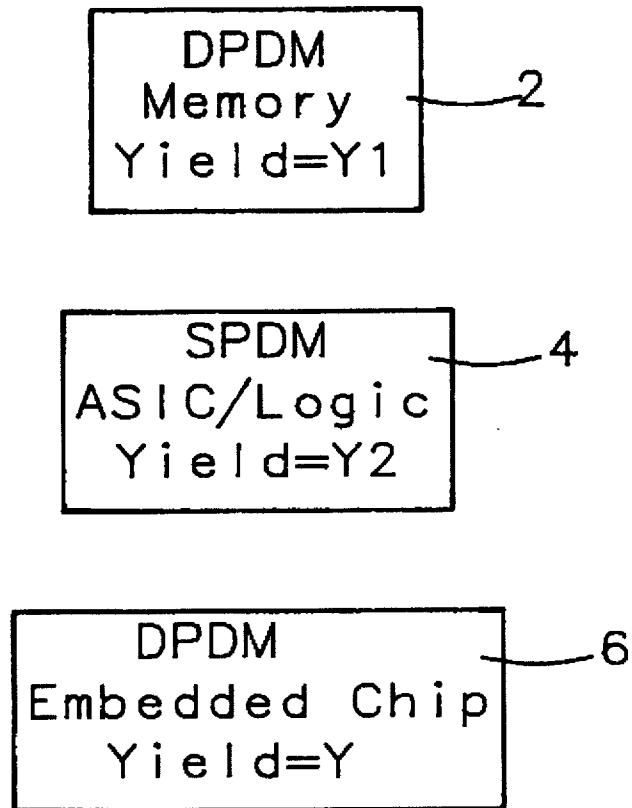 DPDM
Memory
Yield=Y1
2
SPDM
ASIC/Logic
Yield=Y2
4
DPDM
Embedded Chip
Yield=Y
6